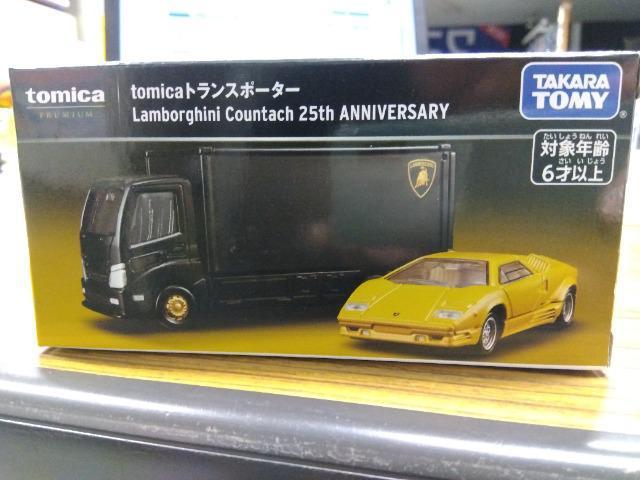 tomica
PREMIUM
tomicaトランスポーター
Lamborghini Countach 25th ANNIVERSARY
TAKARA
TOMY
®
たいしょうねんれい
対象年齢
さいいじょう
6才以上
LAMBORGHINI